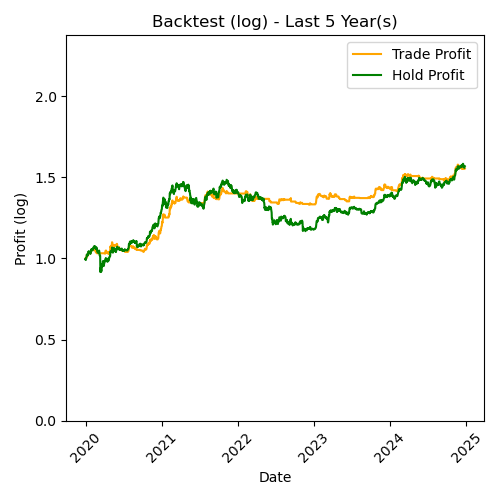 Backtest (log) - Last 5 Year(s)
Trade Profit
Hold Profit
2.0
1.5
1.0
0.5
0.0
Profit (log)
2020
2021
2022
2023
2024
2025
Date